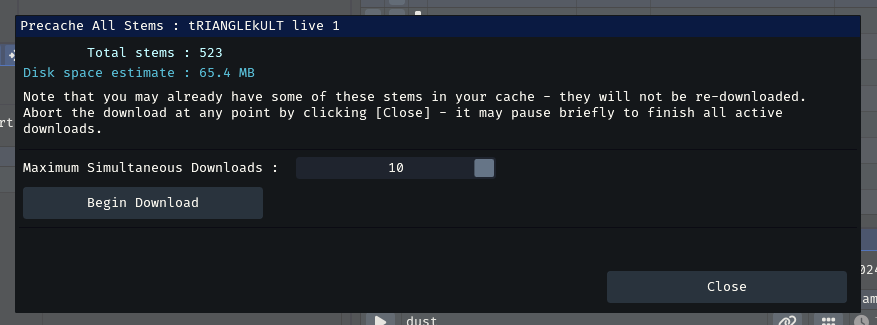 Precache All Stems : tRIANGLEkULT live 1
Total stems : 523
Disk space estimate : 65.4 MB
Note that you may already have some of these stems in your cache - they will not be re-downloaded.
Abort the download at any point by clicking [Close] - it may pause briefly to finish all active
downloads.
rt
Maximum Simultaneous Downloads :
10
Begin Download
024
Close
am
dust